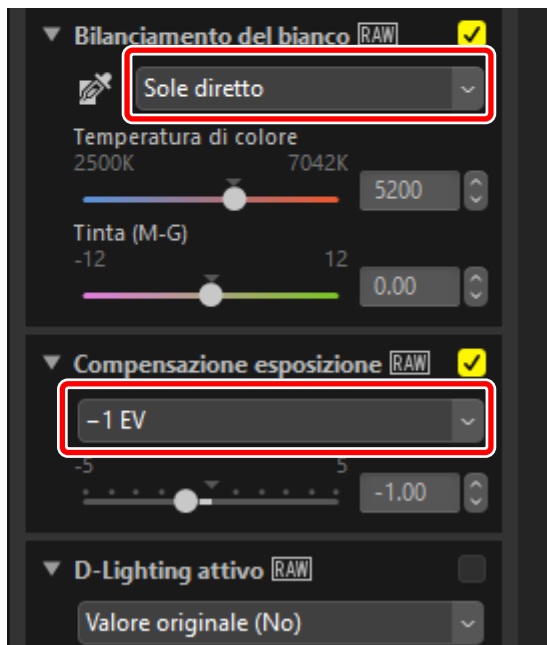 Bilanciamento del bianco RAW
Sole diretto
Temperatura di colore
2500K 7042K
5200
Tinta (M-G)
-12 12
0.00
Compensazione esposizione RAW
−1 EV
-5 5
-1.00
D-Lighting attivo RAW
Valore originale (No)